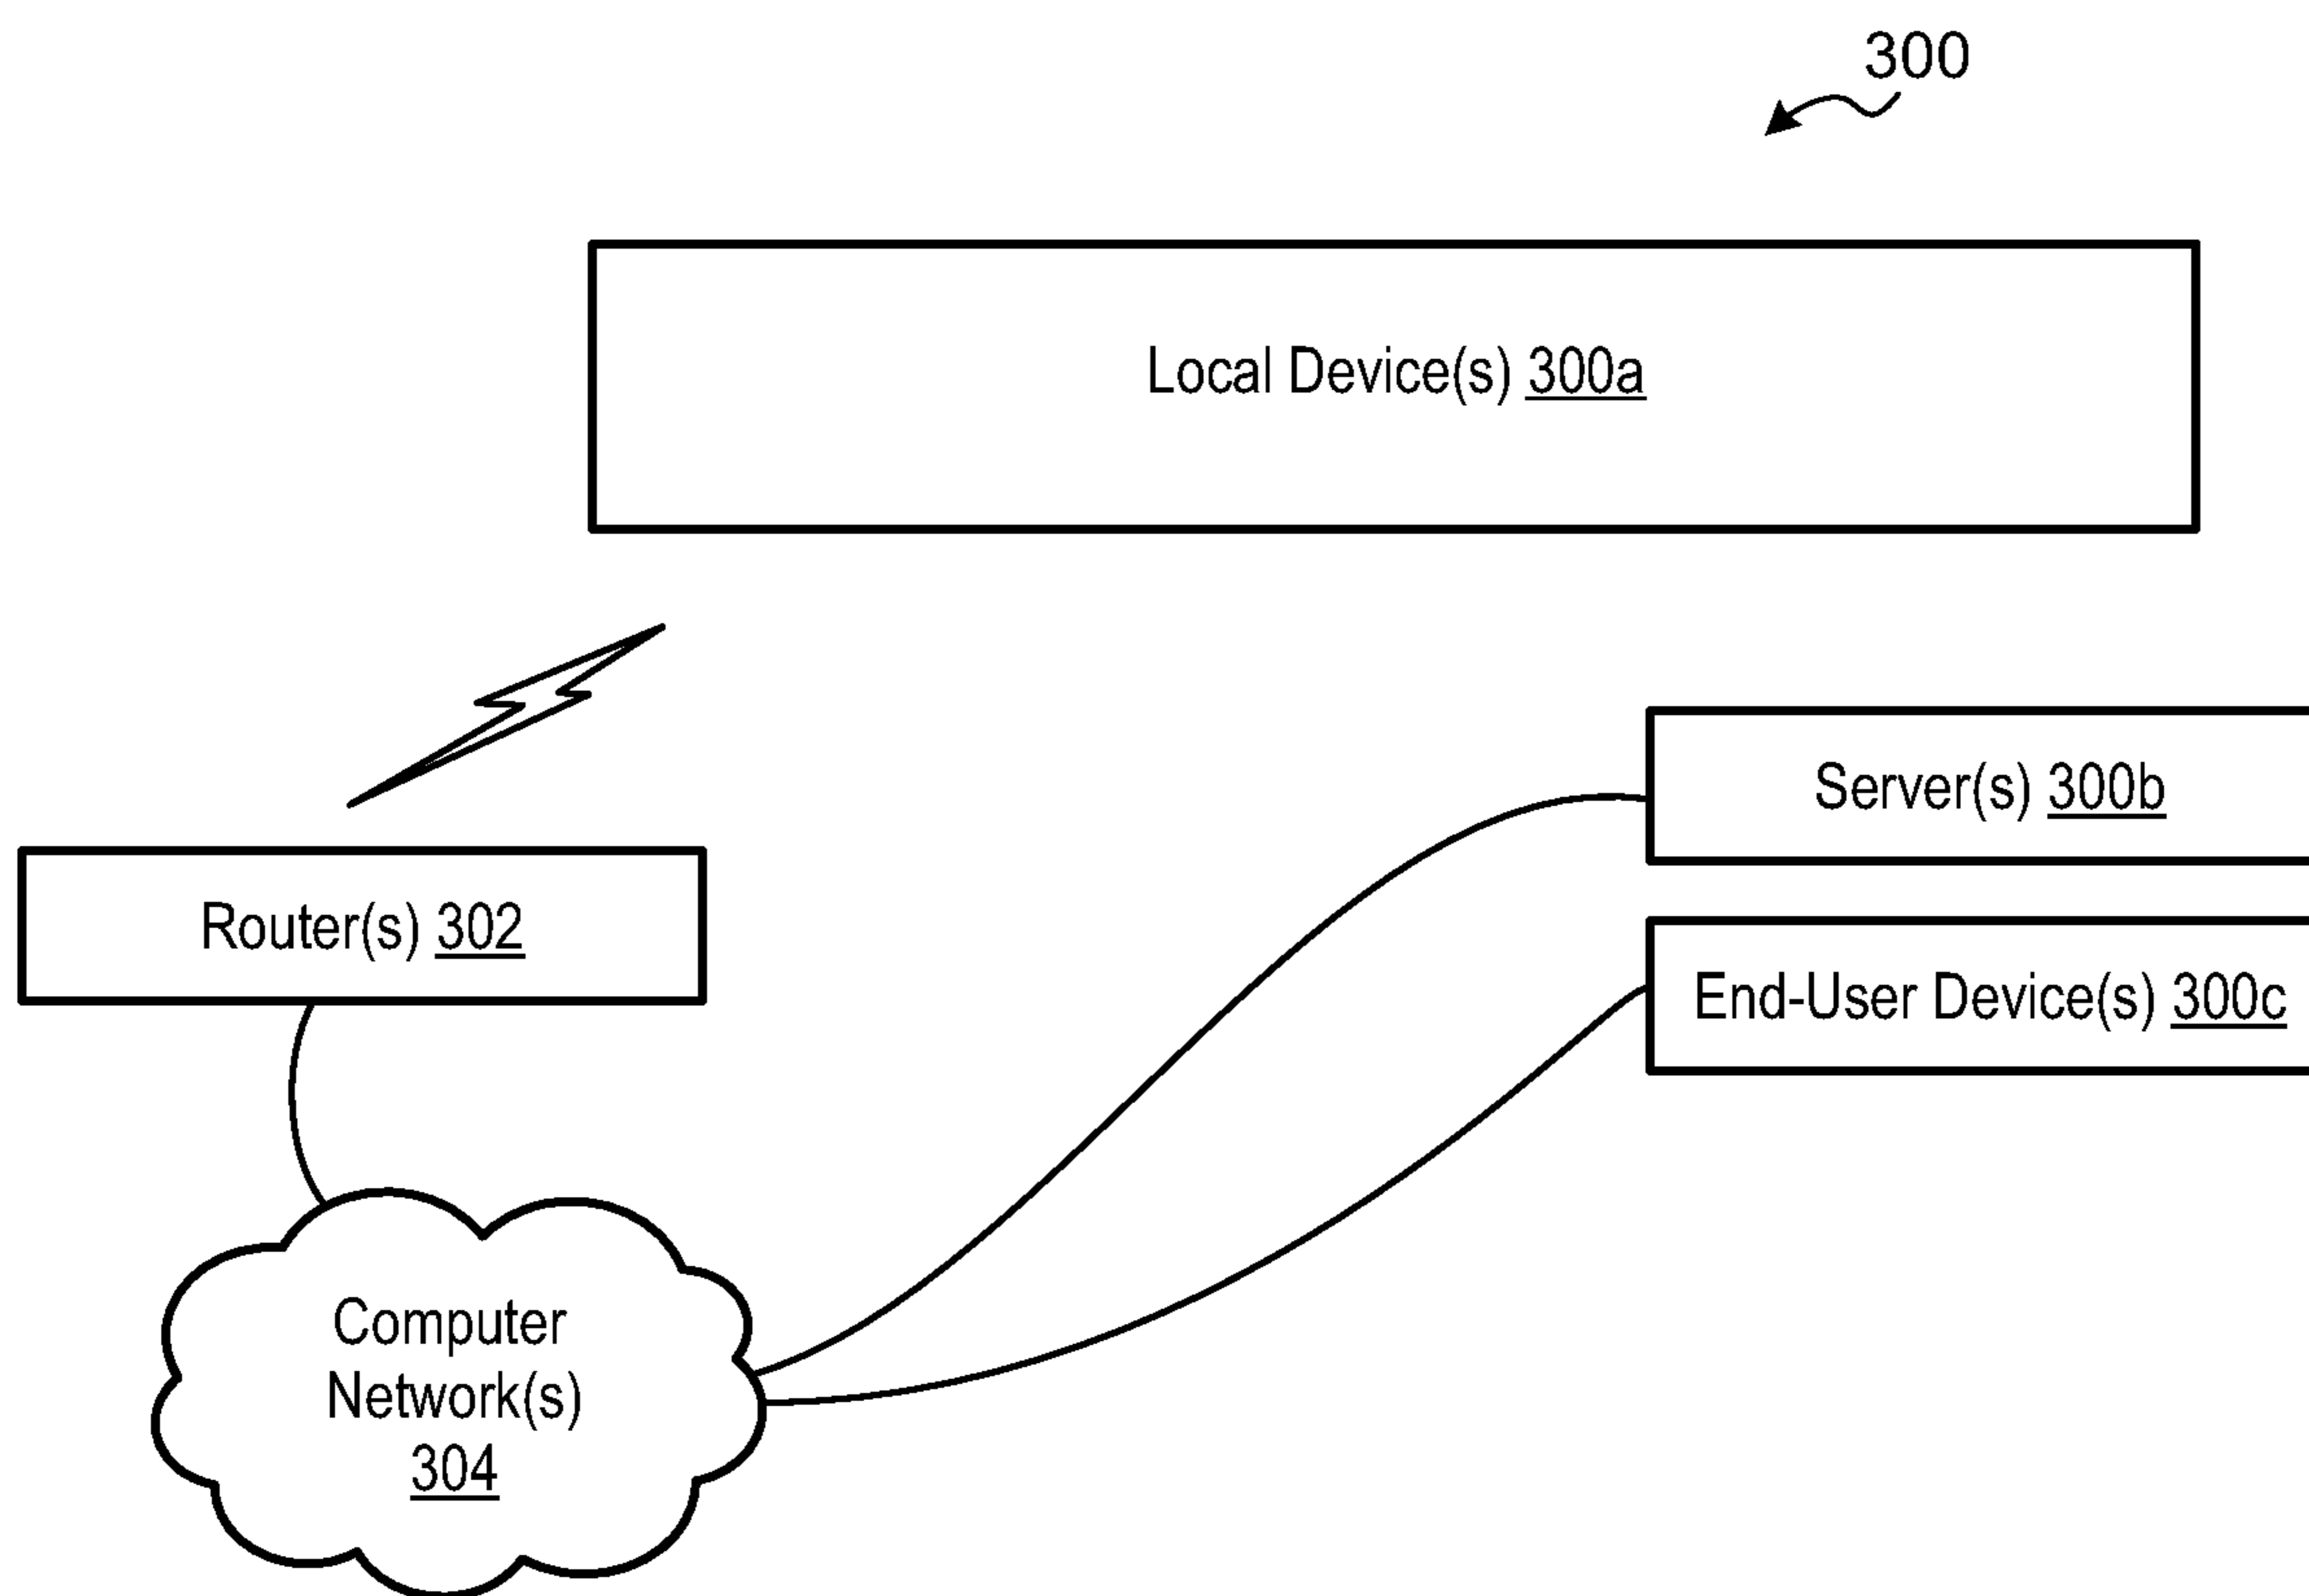 300
Local Device(s) 300a
Server(s) 300b
Router(s) 302
End-User Device(s) 300c
Computer
Network(s)
304